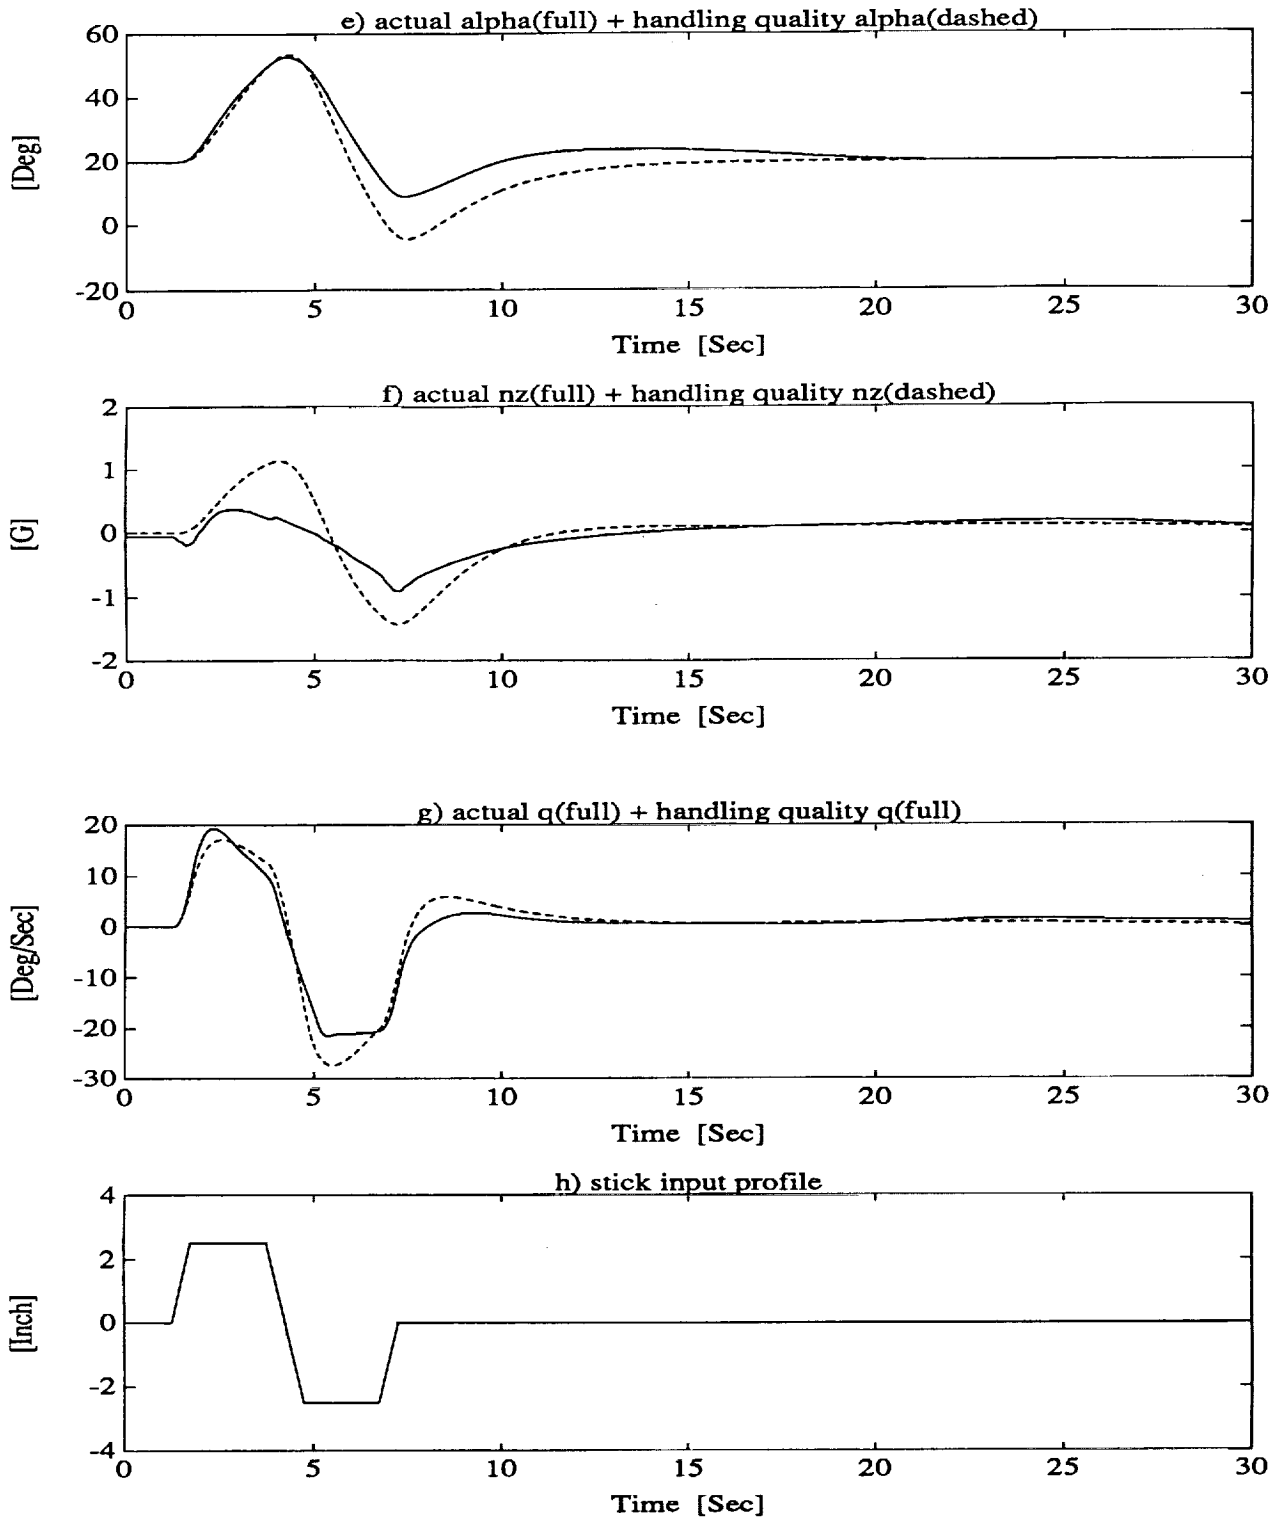 e) actual alpha(full) + handling quality alpha(dashed)
60
40
20
0
-20
[Deg]
0 5 10 15 20 25 30
Time [Sec]
f) actual nz(full) + handling quality nz(dashed)
2
1
0
-1
-2
[G]
0 5 10 15 20 25 30
Time [Sec]
g) actual q(full) + handling quality q(full)
20
10
0
-10
-20
-30
[Deg/Sec]
0 5 10 15 20 25 30
Time [Sec]
h) stick input profile
4
2
0
-2
-4
[Inch]
0 5 10 15 20 25 30
Time [Sec]